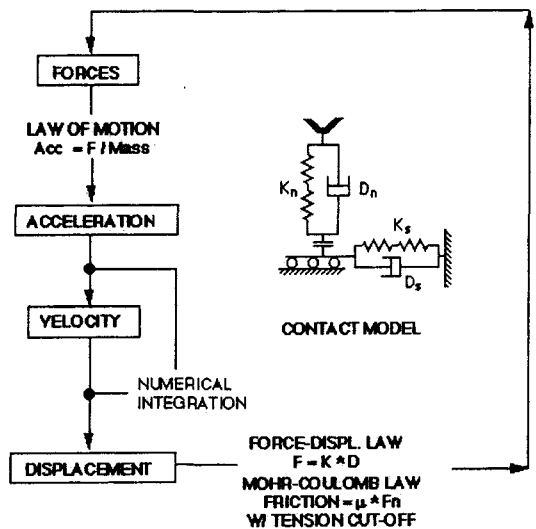 FORCES
LAW OF MOTION
Acc = F / Mass
ACCELERATION
VELOCITY
NUMERICAL
INTEGRATION
DISPLACEMENT
FORCE-DISPL. LAW
F = K * D
MOHR-COULOMB LAW
FRICTION = μ * Fn
W/ TENSION CUT-OFF
Kn
Dn
Ks
Ds
CONTACT MODEL